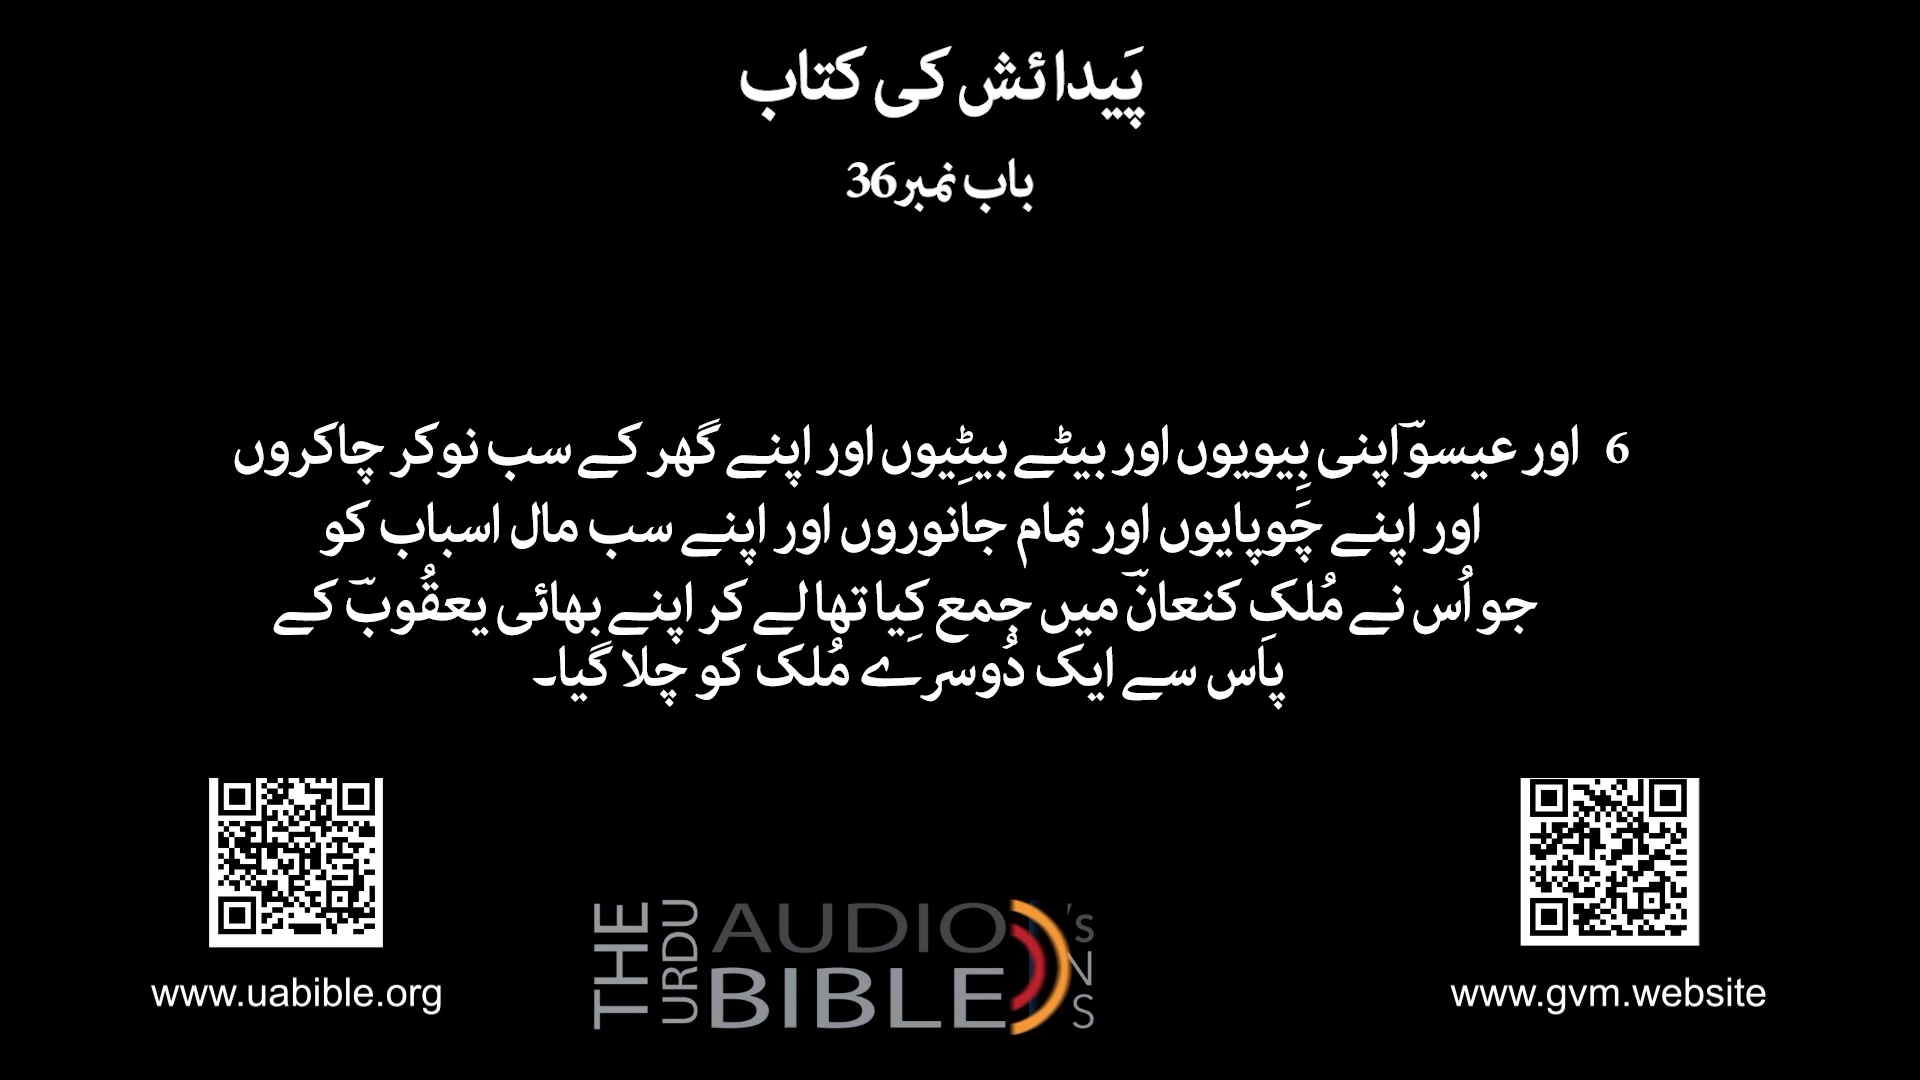 پَیدائش کی کتاب
باب نمبر36
6 اور عیسوؔ اپنی بِیویوں اور بیٹے بیٹِیوں اور اپنے گھر کے سب نوکر چاکروں
اور اپنے چَوپایوں اور تمام جانوروں اور اپنے سب مال اسباب کو
جو اُس نے مُلکِ کنعانؔ میں جمع کِیا تھا لے کر اپنے بھائی یعقُوبؔ کے
پاس سے ایک دُوسرے مُلک کو چلا گیا۔
THE URDU AUDIO BIBLE
www.uabible.org
www.gvm.website